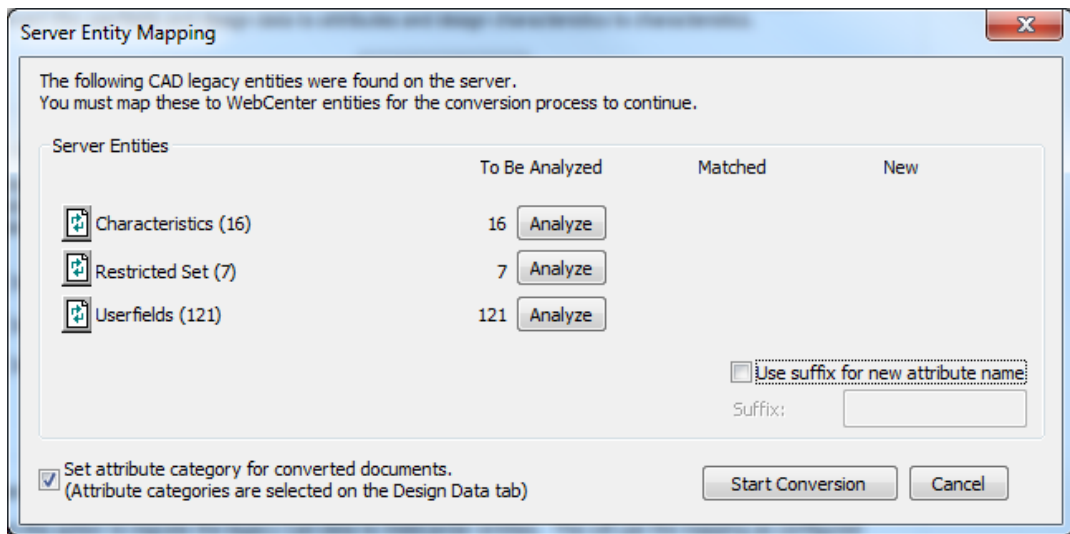 Server Entity Mapping
The following CAD legacy entities were found on the server.
You must map these to WebCenter entities for the conversion process to continue.
Server Entities
To Be Analyzed Matched New
Characteristics (16) 16 Analyze
Restricted Set (7) 7 Analyze
Userfields (121) 121 Analyze
Use suffix for new attribute name
Suffix:
Set attribute category for converted documents.
(Attribute categories are selected on the Design Data tab)
Start Conversion Cancel